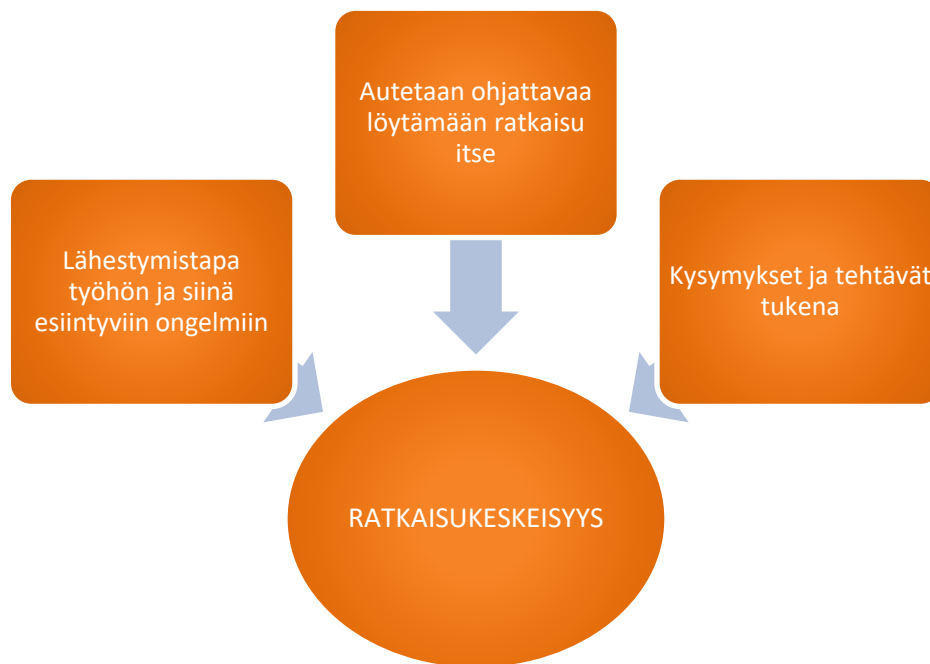 Autetaan ohjattavaa
löytämään ratkaisu
itse
Lähestymistapa
työhön ja siinä
esiintyviin ongelmiin
Kysymykset ja tehtävät
tukena
RATKAISUKESKEISYYS